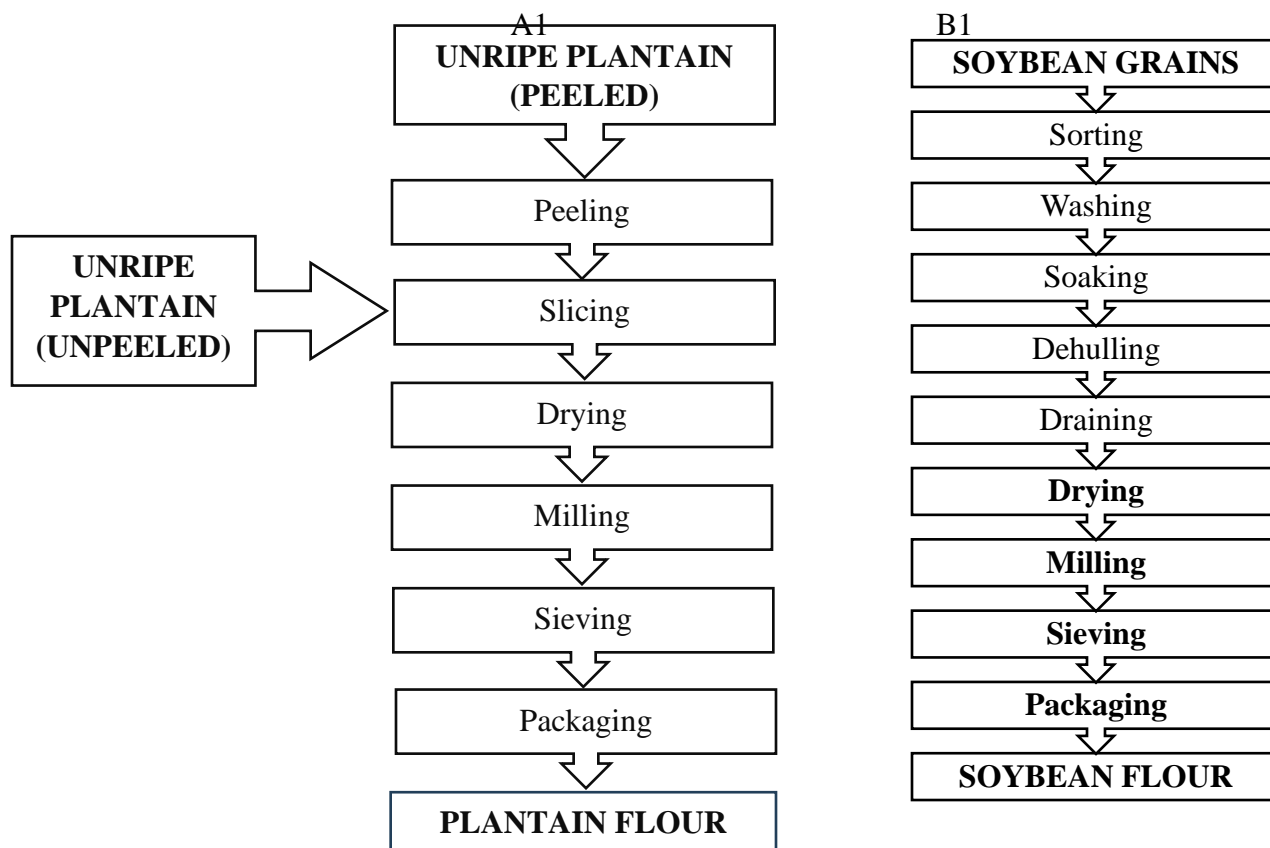 A1
UNRIPE PLANTAIN
(PEELED)
Peeling
UNRIPE
PLANTAIN
(UNPEELED)
Slicing
Drying
Milling
Sieving
Packaging
PLANTAIN FLOUR
B1
SOYBEAN GRAINS
Sorting
Washing
Soaking
Dehulling
Draining
Drying
Milling
Sieving
Packaging
SOYBEAN FLOUR